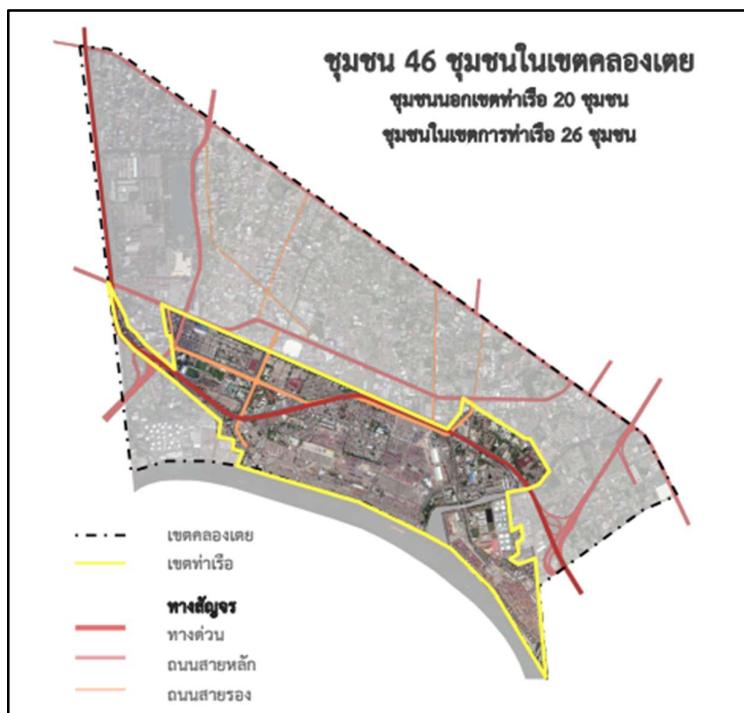 ชุมชน 46 ชุมชนในเขตคลองเตย
ชุมชนนอกเขตท่าเรือ 20 ชุมชน
ชุมชนในเขตการท่าเรือ 26 ชุมชน
เขตคลองเตย
เขตท่าเรือ
ทางสัญจร
ทางด่วน
ถนนสายหลัก
ถนนสายรอง